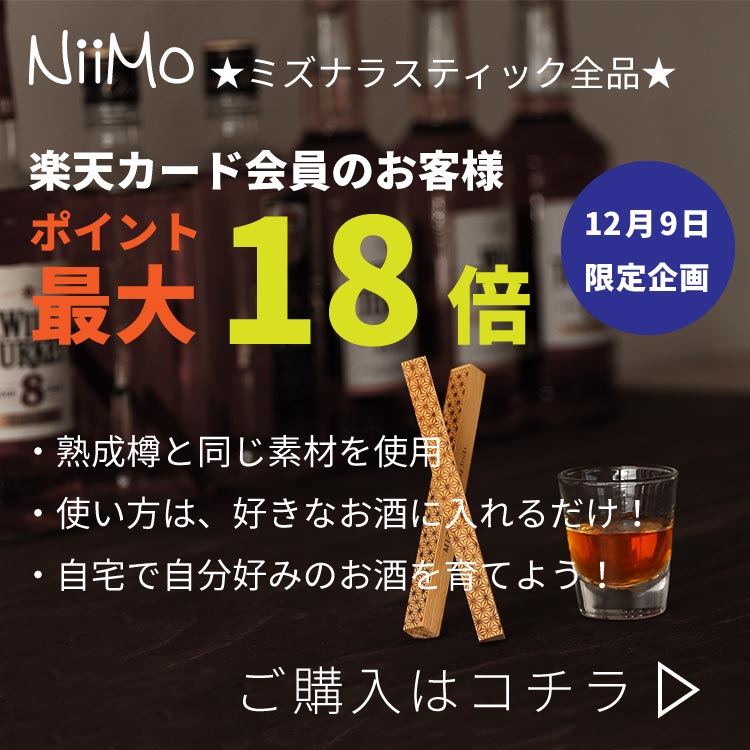 NiiMo ★ミズナラスティック全品★
楽天カード会員のお客様
ポイント
最大18倍
12月9日
限定企画
8
・熟成樽と同じ素材を使用
・使い方は、好きなお酒に入れるだけ！
・自宅で自分好みのお酒を育てよう！
ご購入はコチラ▷